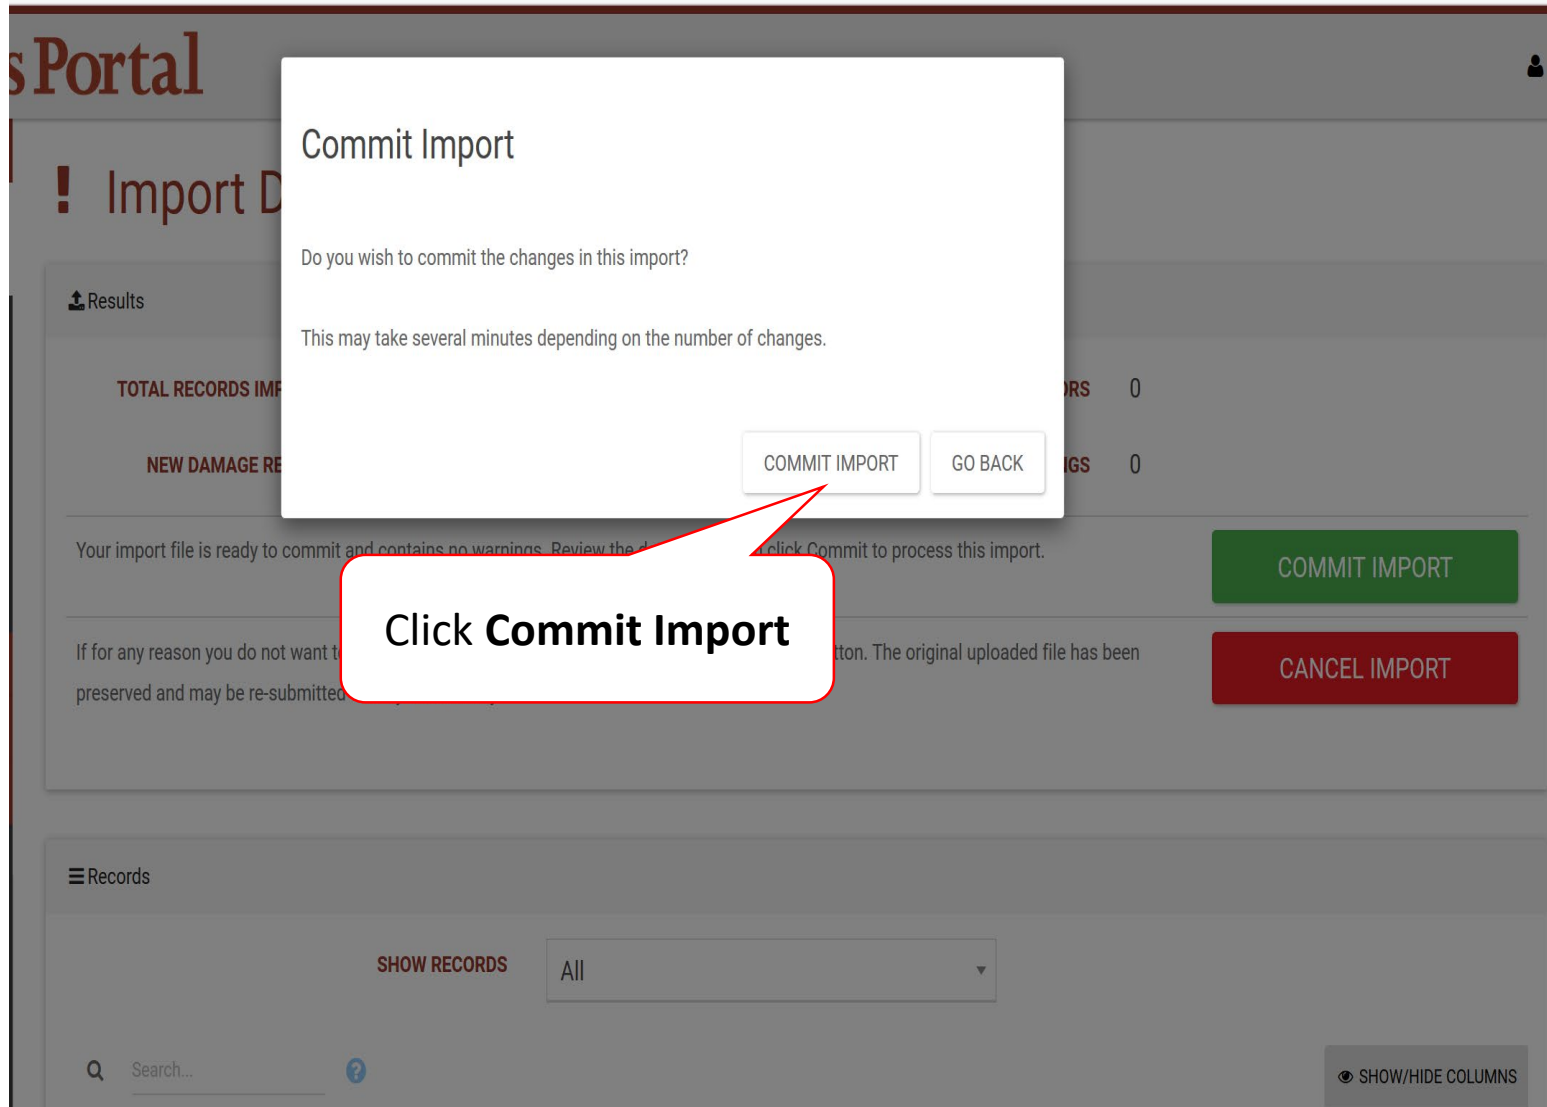 s Portal
Commit Import
! Import D
Do you wish to commit the changes in this import?
Results
This may take several minutes depending on the number of changes.
TOTAL RECORDS IMP
ORS 0
COMMIT IMPORT GO BACK
NEW DAMAGE RE
NGS 0
Your import file is ready to commit and contains no warnings. Review the d click Commit to process this import.
COMMIT IMPORT
Click Commit Import
If for any reason you do not want t tton. The original uploaded file has been
preserved and may be re-submitted
CANCEL IMPORT
Records
SHOW RECORDS All
Search... ?
SHOW/HIDE COLUMNS